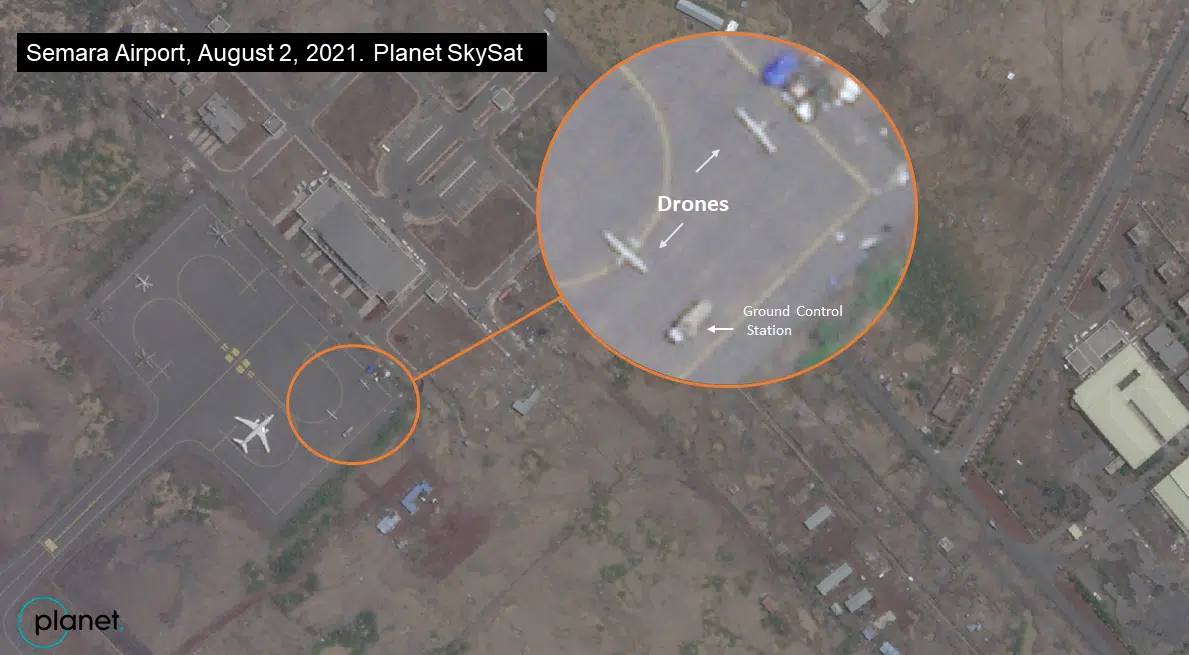 Semara Airport, August 2, 2021. Planet SkySat
Drones
Ground Control
Station
planet.